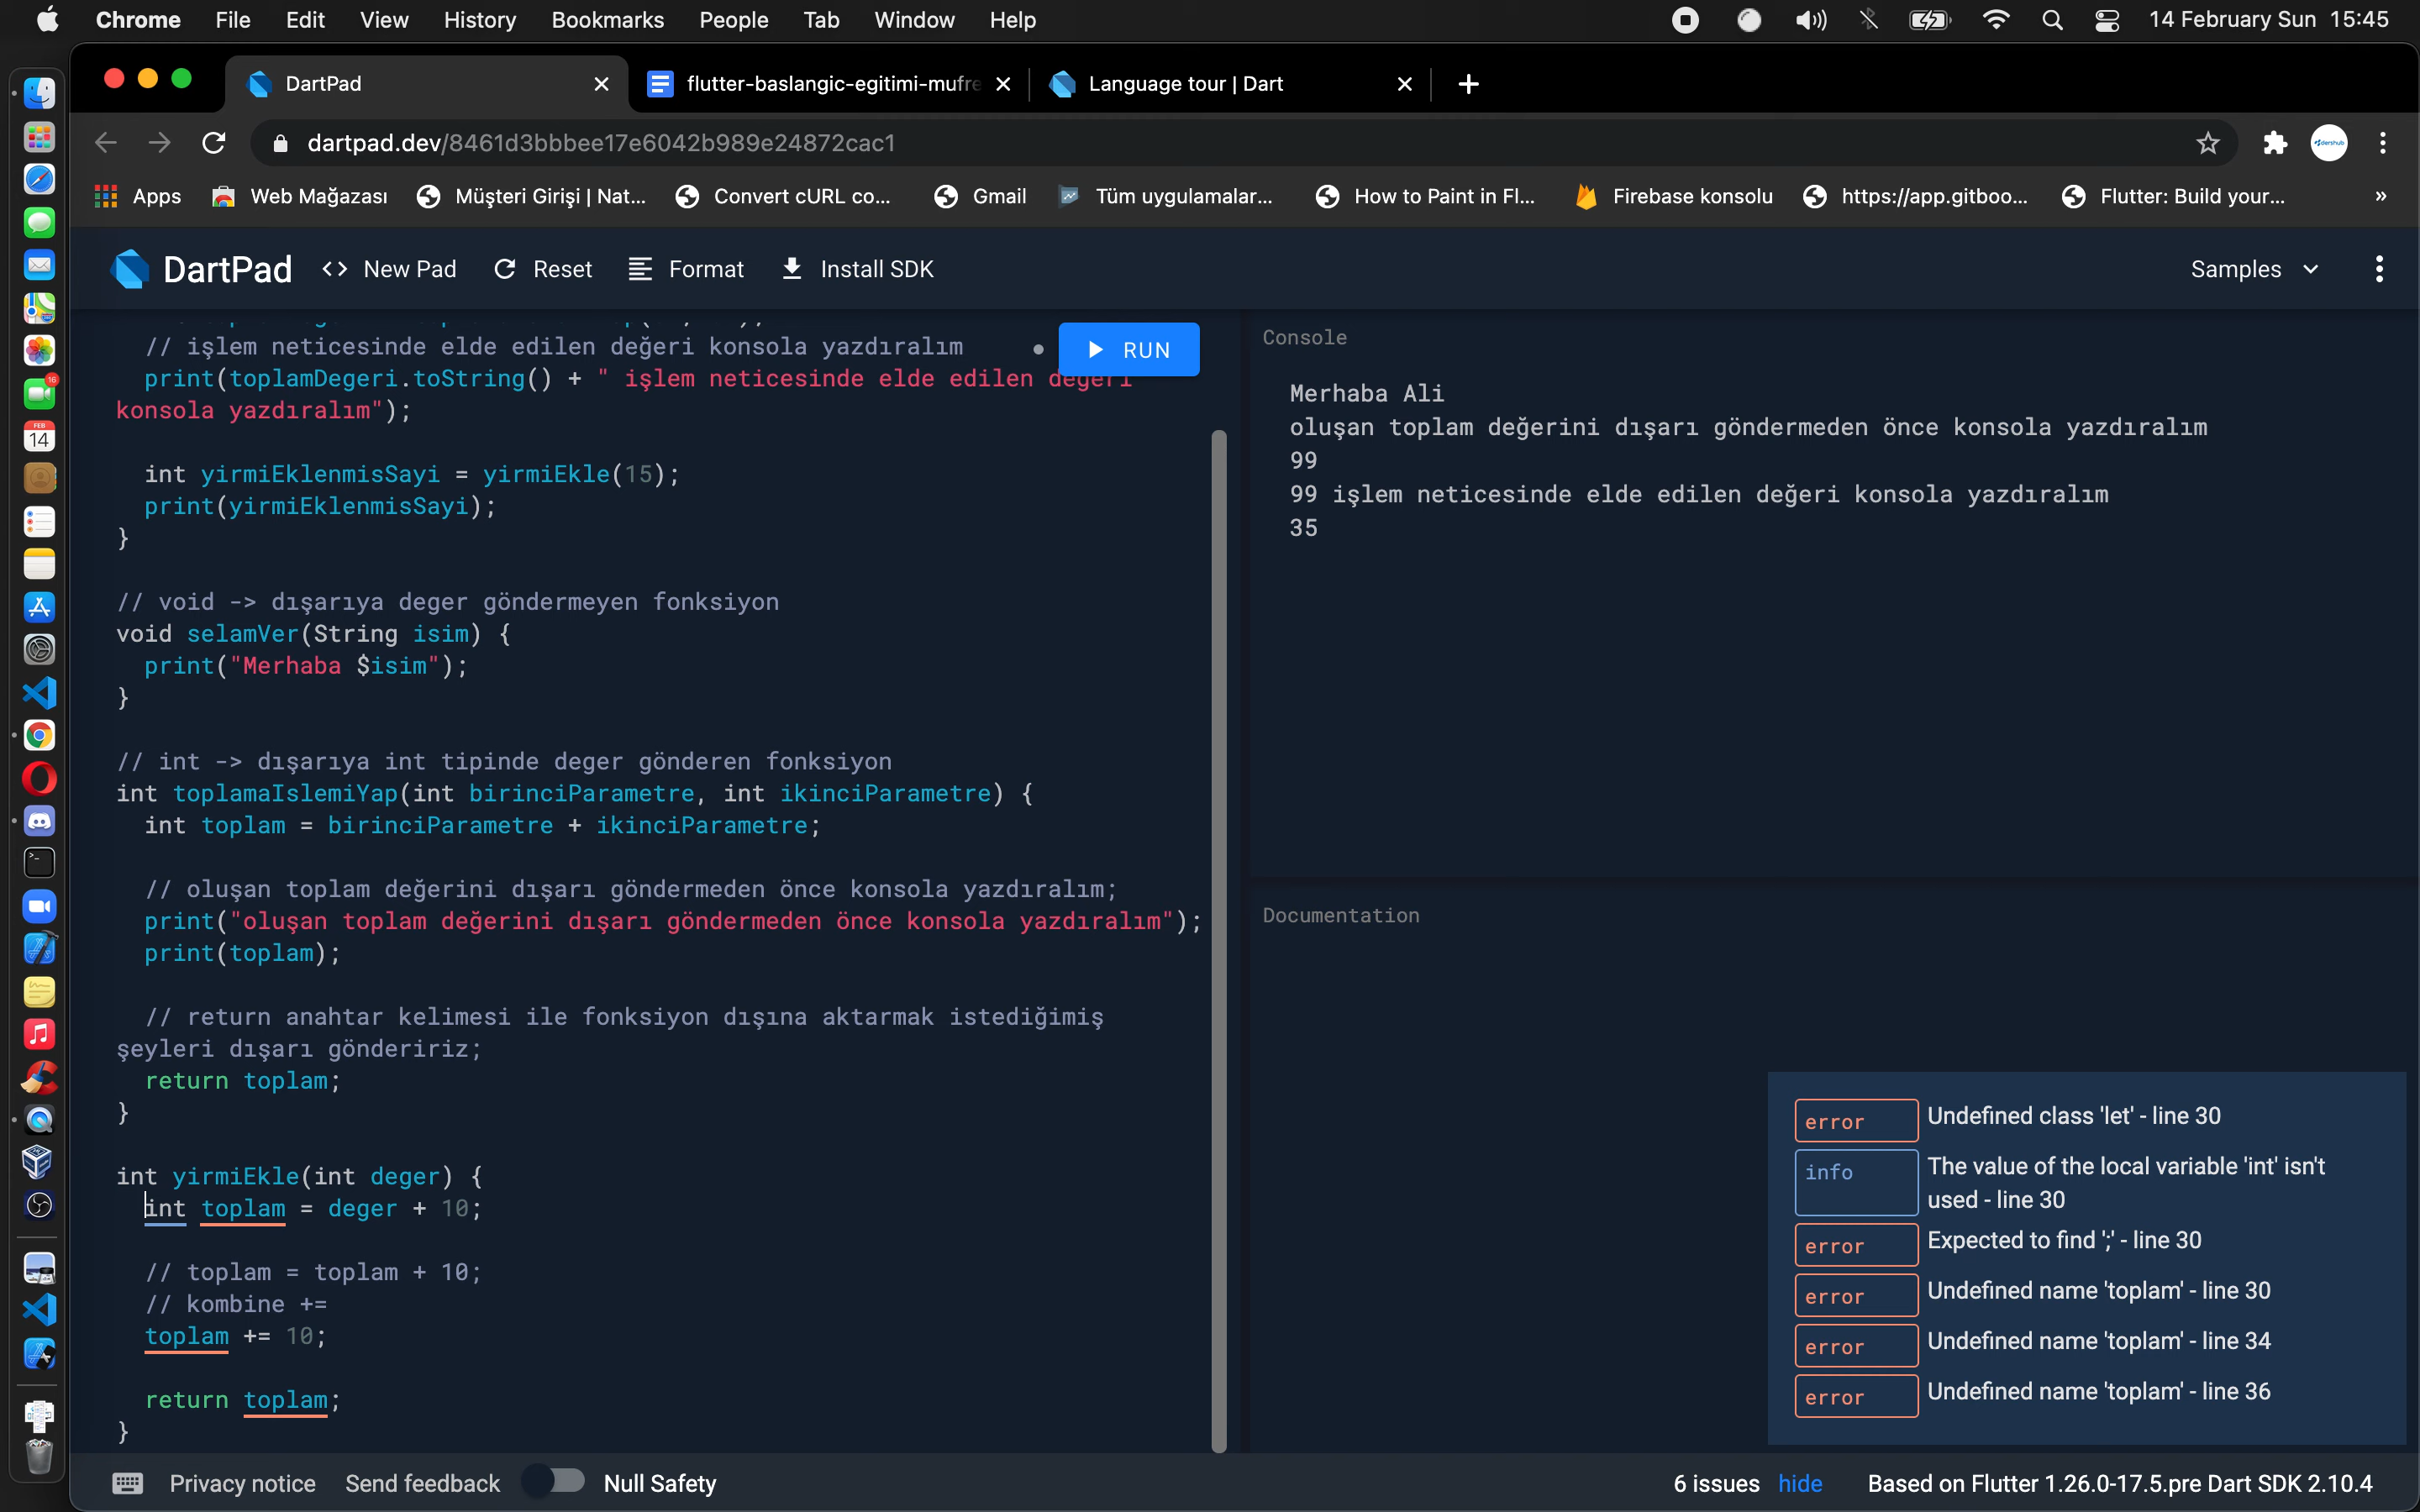 Chrome File Edit View History Bookmarks People Tab Window Help 14 February Sun 15:45
DartPad flutter-baslangic-egitimi-mufre Language tour | Dart
dartpad.dev/8461d3bbbee17e6042b989e24872cac1
Apps Web Mağazası Müşteri Girişi | Nat... Convert cURL co... Gmail Tüm uygulamalar... How to Paint in Fl... Firebase konsolu https://app.gitboo... Flutter: Build your... »
DartPad <> New Pad Reset Format Install SDK Samples
RUN
// işlem neticesinde elde edilen değeri konsola yazdıralım
print(toplamDegeri.toString() + " işlem neticesinde elde edilen değeri
konsola yazdıralım");
int yirmiEklenmisSayi = yirmiEkle(15);
print(yirmiEklenmisSayi);
}
// void -> dışarıya deger göndermeyen fonksiyon
void selamVer(String isim) {
print("Merhaba $isim");
}
// int -> dışarıya int tipinde deger gönderen fonksiyon
int toplamaIslemiYap(int birinciParametre, int ikinciParametre) {
int toplam = birinciParametre + ikinciParametre;
// oluşan toplam değerini dışarı göndermeden önce konsola yazdıralım;
print("oluşan toplam değerini dışarı göndermeden önce konsola yazdıralım");
print(toplam);
// return anahtar kelimesi ile fonksiyon dışına aktarmak istediğimiş
şeyleri dışarı göndeririz;
return toplam;
}
int yirmiEkle(int deger) {
int toplam = deger + 10;
// toplam = toplam + 10;
// kombine +=
toplam += 10;
return toplam;
}
Console
Merhaba Ali
oluşan toplam değerini dışarı göndermeden önce konsola yazdıralım
99
99 işlem neticesinde elde edilen değeri konsola yazdıralım
35
Documentation
error Undefined class 'let' - line 30
info The value of the local variable 'int' isn't
used - line 30
error Expected to find ';' - line 30
error Undefined name 'toplam' - line 30
error Undefined name 'toplam' - line 34
error Undefined name 'toplam' - line 36
Privacy notice Send feedback Null Safety 6 issues hide Based on Flutter 1.26.0-17.5.pre Dart SDK 2.10.4
16
FEB
14